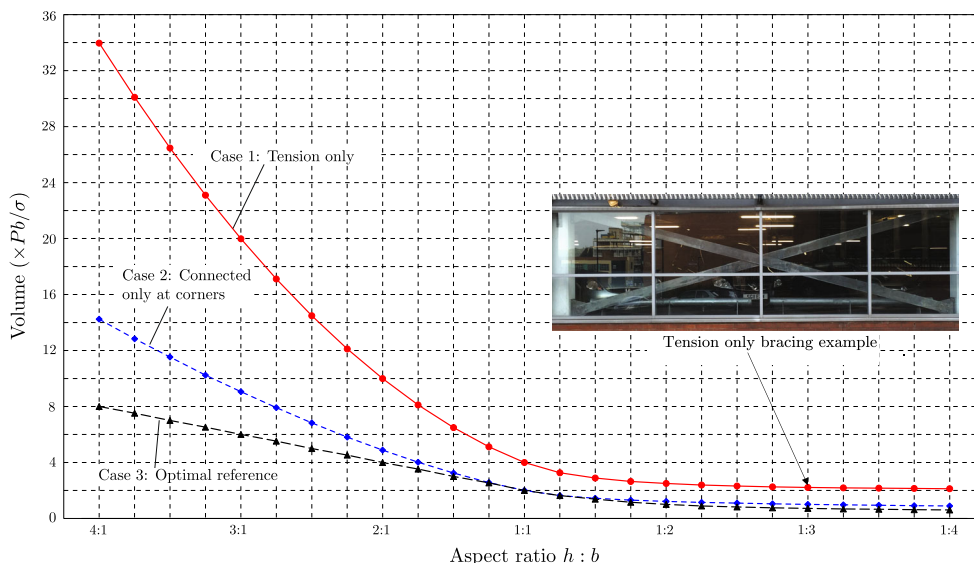 36
32
28
24
20
16
12
8
4
0
Volume (×Pb/σ)
Case 1: Tension only
Case 2: Connected
only at corners
Case 3: Optimal reference
Tension only bracing example
4:1
3:1
2:1
1:1
1:2
1:3
1:4
Aspect ratio h : b